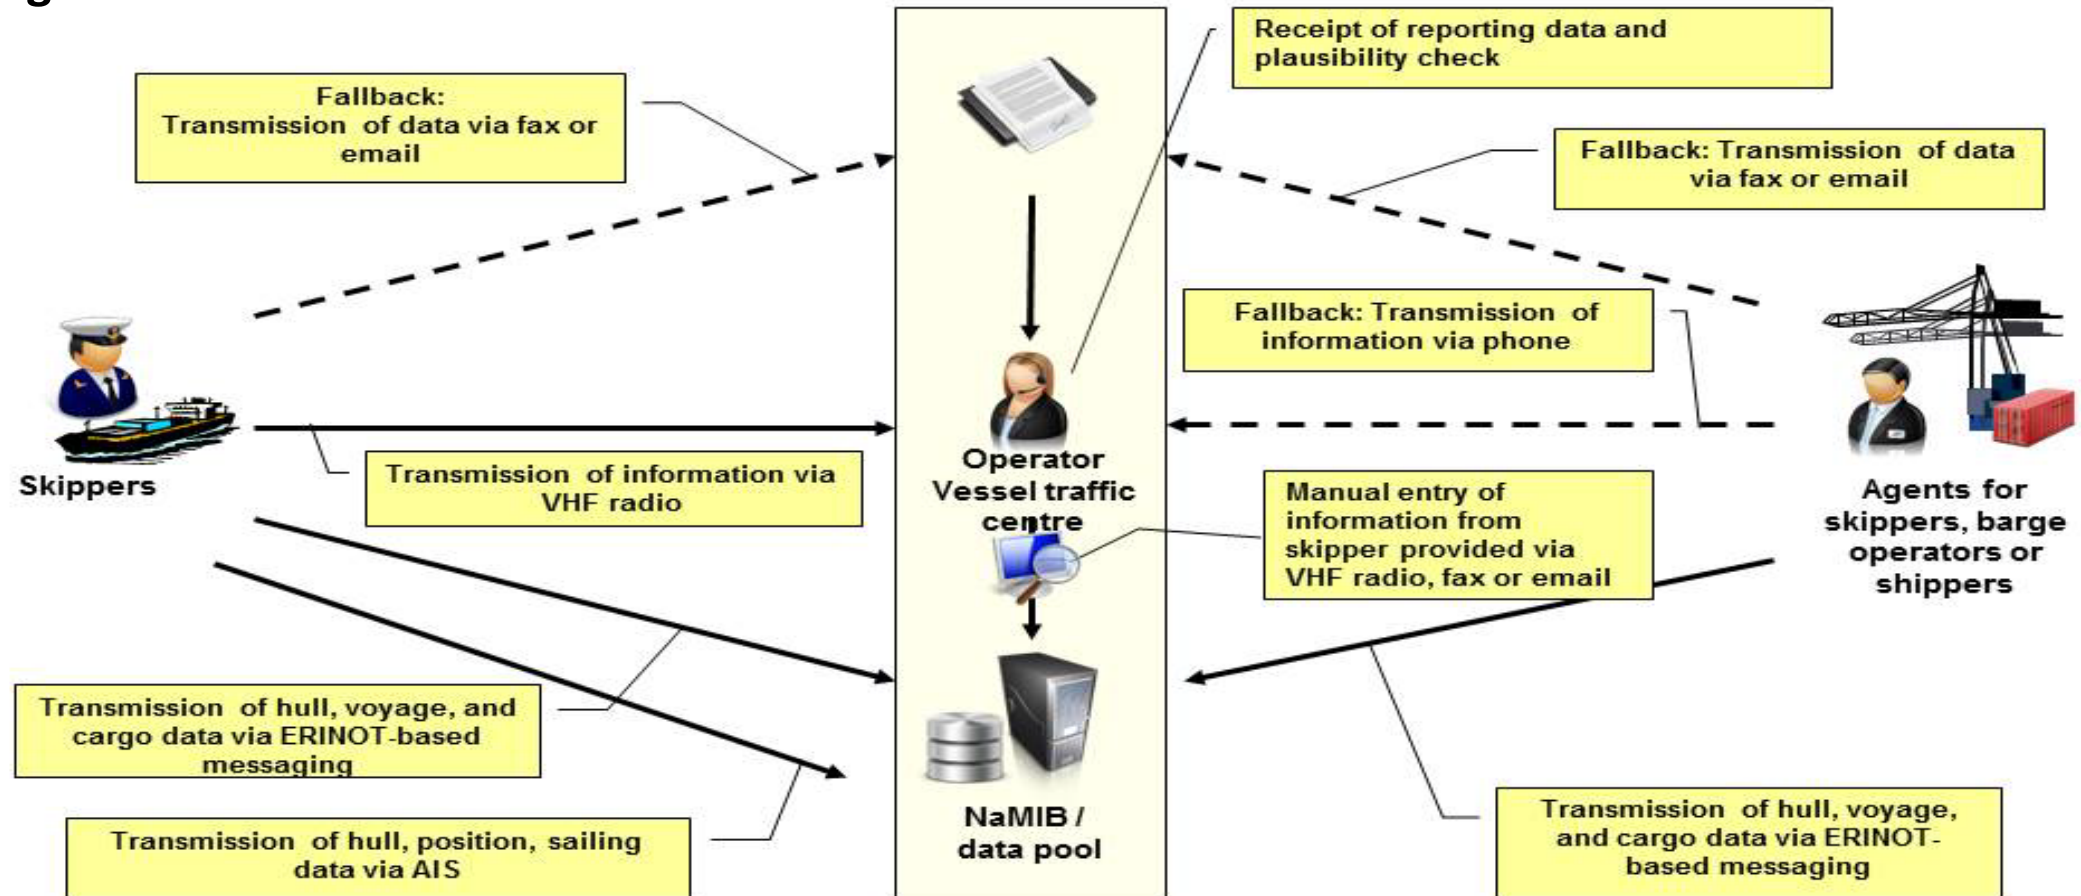 g
Receipt of reporting data and
plausibility check
Fallback:
Transmission of data via fax or
email
Fallback: Transmission of data
via fax or email
Fallback: Transmission of
information via phone
Skippers
Transmission of information via
VHF radio
Operator
Vessel traffic
centre
Manual entry of
information from
skipper provided via
VHF radio, fax or email
Agents for
skippers, barge
operators or
shippers
Transmission of hull, voyage, and
cargo data via ERINOT-based
messaging
Transmission of hull, position, sailing
data via AIS
NaMIB /
data pool
Transmission of hull, voyage,
and cargo data via ERINOT-
based messaging